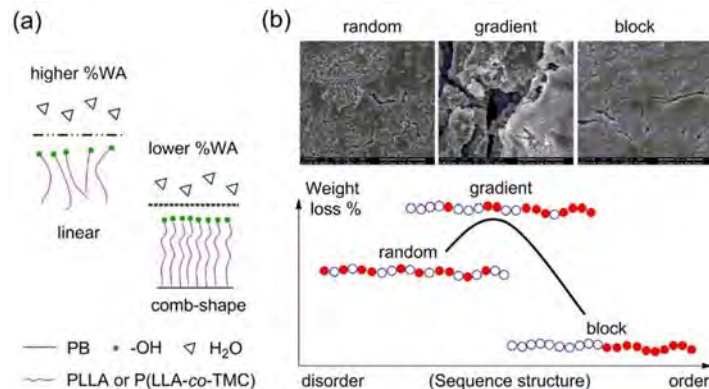 (a)
higher %WA
lower %WA
linear
comb-shape
PB
-OH
H₂O
PLLA or P(LLA-co-TMC)
(b)
random
gradient
block
Weight
loss %
gradient
random
block
disorder
(Sequence structure)
order